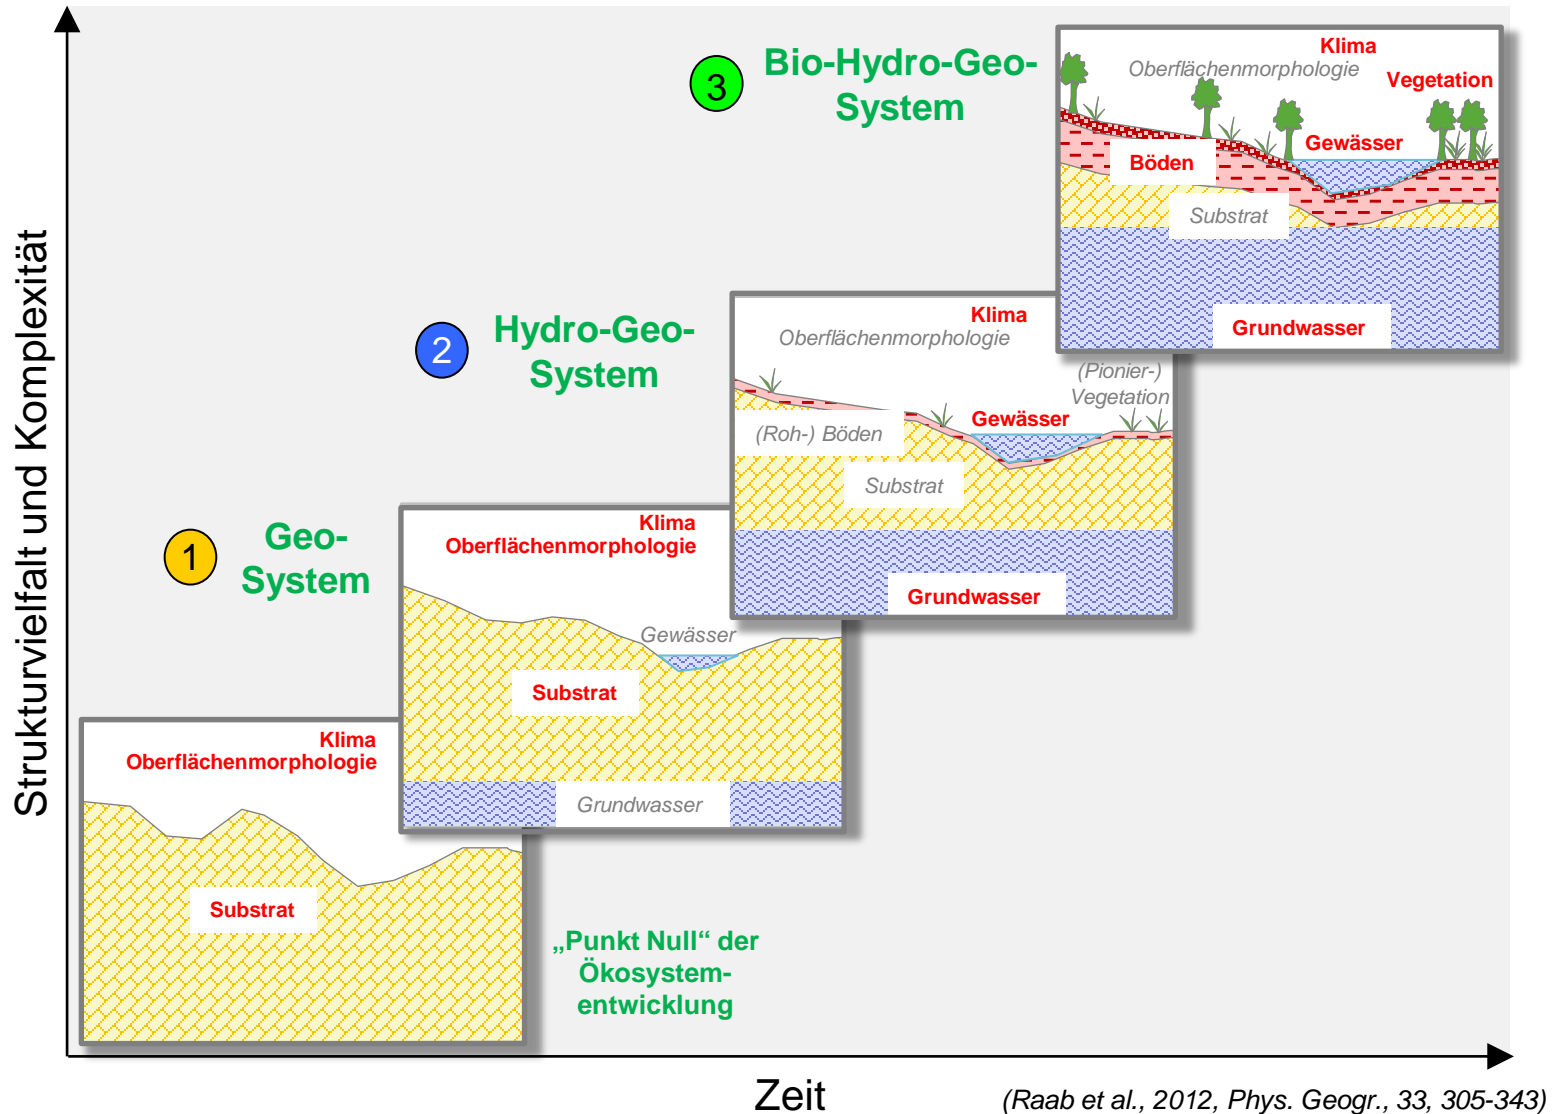 Strukturvielfalt und Komplexität
3
Bio-Hydro-Geo-
System
Klima
Oberflächenmorphologie
Vegetation
Gewässer
Böden
Substrat
Grundwasser
2
Hydro-Geo-
System
Klima
Oberflächenmorphologie
(Pionier-)
Vegetation
Gewässer
(Roh-) Böden
Substrat
Grundwasser
1
Geo-
System
Klima
Oberflächenmorphologie
Gewässer
Substrat
Grundwasser
Klima
Oberflächenmorphologie
Substrat
„Punkt Null“ der
Ökosystem-
entwicklung
Zeit
(Raab et al., 2012, Phys. Geogr., 33, 305-343)